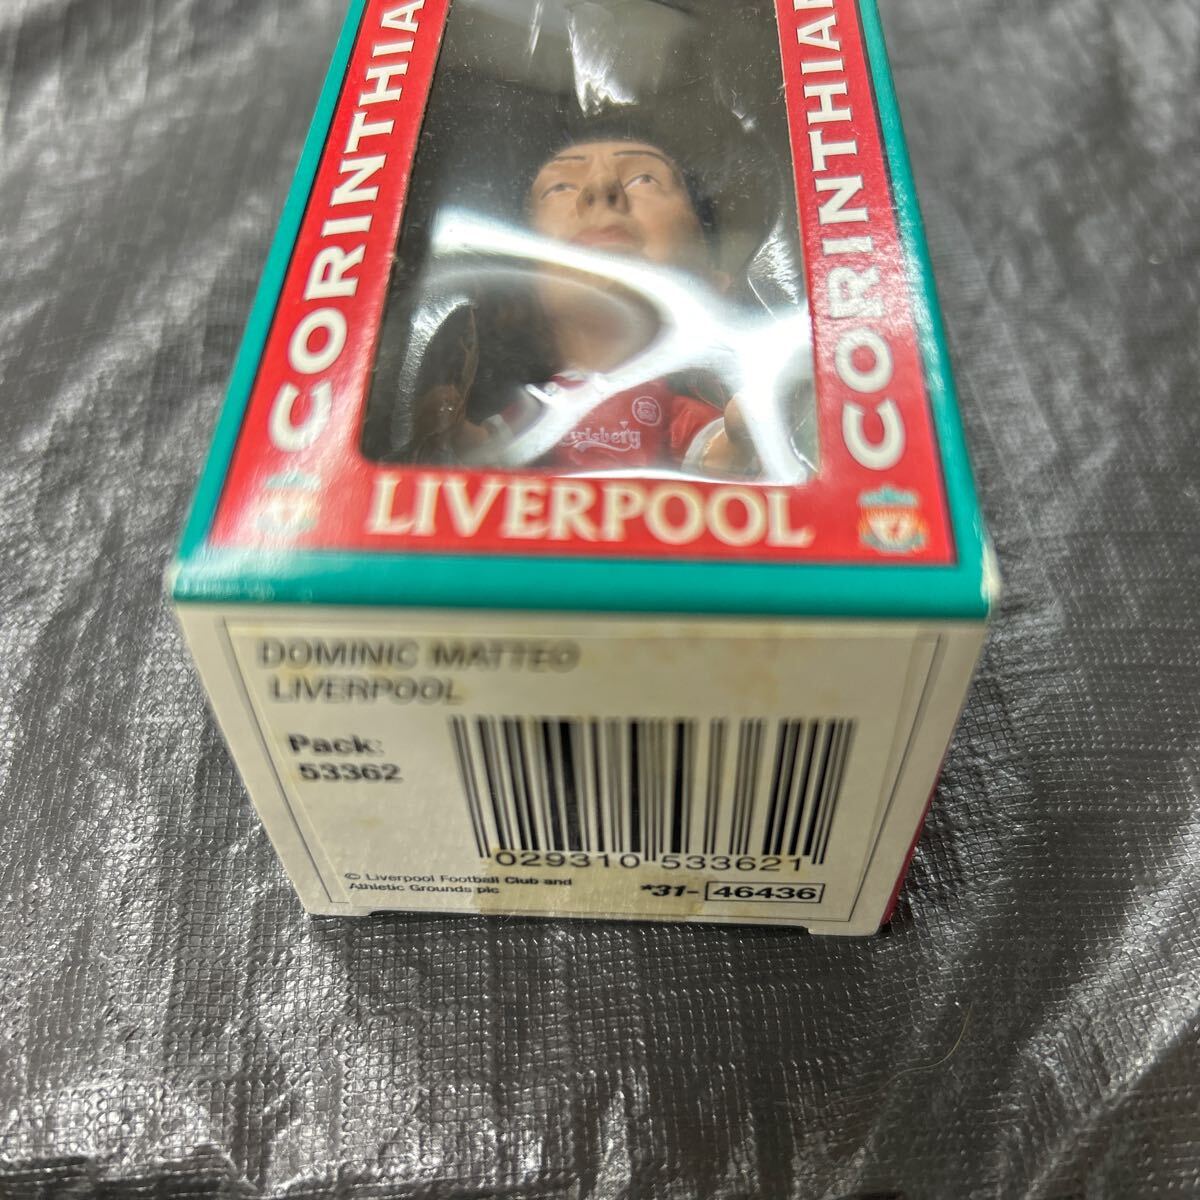 CORINTHIA
CORINTHIA
Carlsberg
LIVERPOOL
DOMINIC MATTEO
LIVERPOOL
Pack:
53362
029310 533621
© Liverpool Football Club and
Athletic Grounds plc
*31- 46436